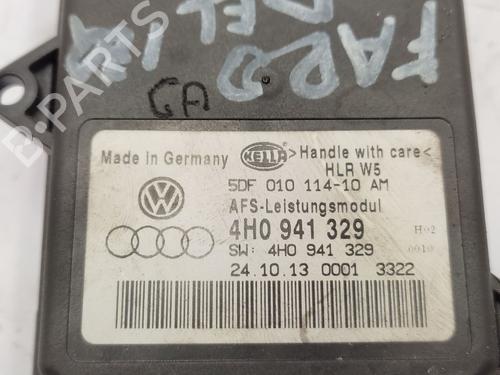 FARO DEL IZQ
GA
B-PARTS
Made in Germany HELLA >Handle with care<
HLR W5
5DF 010 114-10 AM
AFS-Leistungsmodul
4H0 941 329 H02
SW: 4H0 941 329 0010
24.10.13 0001 3322